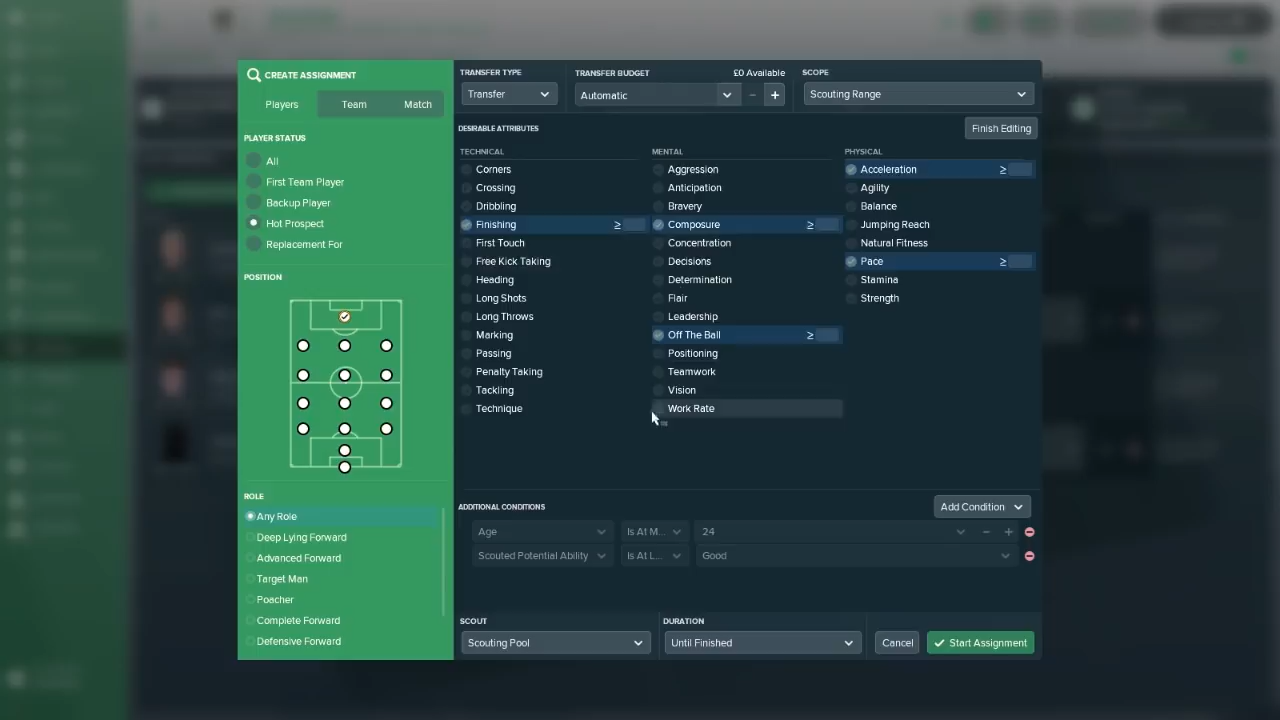 CREATE ASSIGNMENT
Players Team Match
PLAYER STATUS
All
First Team Player
Backup Player
Hot Prospect
Replacement For
POSITION
ROLE
Any Role
Deep Lying Forward
Advanced Forward
Target Man
Poacher
Complete Forward
Defensive Forward
TRANSFER TYPE
Transfer
TRANSFER BUDGET £0 Available
Automatic − +
SCOPE
Scouting Range
DESIRABLE ATTRIBUTES
Finish Editing
TECHNICAL
Corners
Crossing
Dribbling
Finishing ≥
First Touch
Free Kick Taking
Heading
Long Shots
Long Throws
Marking
Passing
Penalty Taking
Tackling
Technique
MENTAL
Aggression
Anticipation
Bravery
Composure ≥
Concentration
Decisions
Determination
Flair
Leadership
Off The Ball ≥
Positioning
Teamwork
Vision
Work Rate
PHYSICAL
Acceleration ≥
Agility
Balance
Jumping Reach
Natural Fitness
Pace ≥
Stamina
Strength
ADDITIONAL CONDITIONS
Add Condition
Age Is At M... 24 − +
Scouted Potential Ability Is At L... Good
SCOUT
Scouting Pool
DURATION
Until Finished
Cancel
Start Assignment